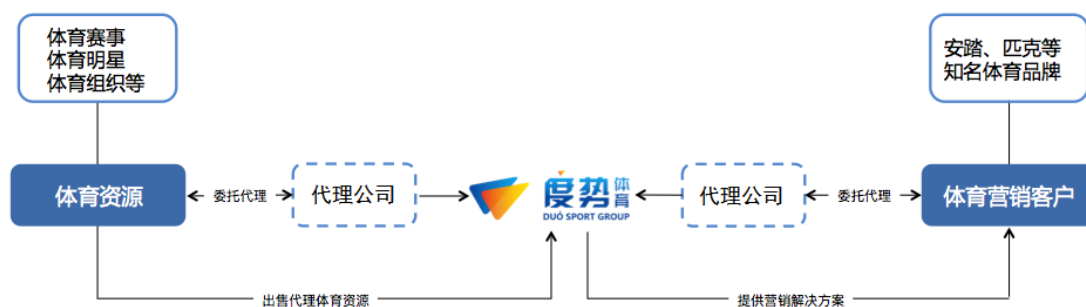 体育赛事
体育明星
体育组织等
安踏、匹克等
知名体育品牌
体育资源
委托代理
代理公司
度势体育
DUŌ SPORT GROUP
代理公司
委托代理
体育营销客户
出售代理体育资源
提供营销解决方案